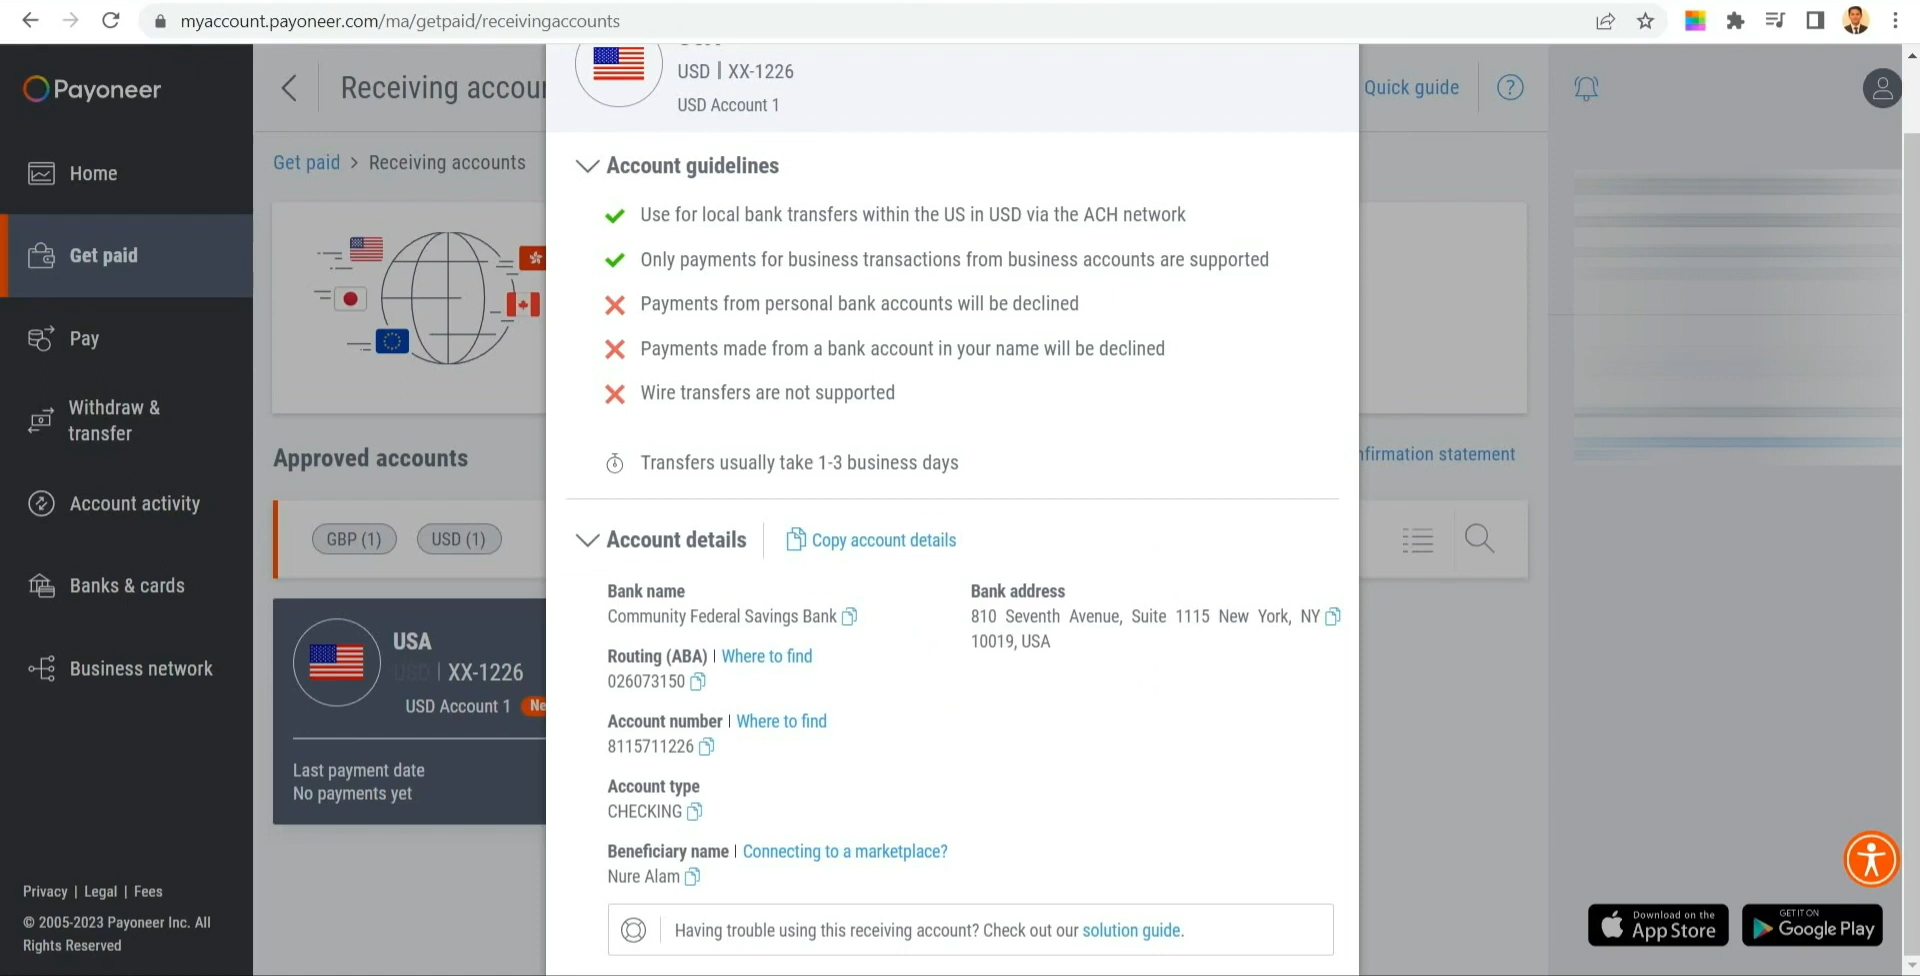 myaccount.payoneer.com/ma/getpaid/receivingaccounts
Payoneer
Home
Get paid
Pay
Withdraw &
transfer
Account activity
Banks & cards
Business network
Privacy | Legal | Fees
© 2005-2023 Payoneer Inc. All
Rights Reserved
Receiving accou
Get paid > Receiving accounts
Approved accounts
GBP (1)
USD (1)
USA
USD | XX-1226
USD Account 1 Ne
Last payment date
No payments yet
USD | XX-1226
USD Account 1
Account guidelines
Use for local bank transfers within the US in USD via the ACH network
Only payments for business transactions from business accounts are supported
Payments from personal bank accounts will be declined
Payments made from a bank account in your name will be declined
Wire transfers are not supported
Transfers usually take 1-3 business days
Account details | Copy account details
Bank name
Community Federal Savings Bank
Bank address
810 Seventh Avenue, Suite 1115 New York, NY
10019, USA
Routing (ABA) | Where to find
026073150
Account number | Where to find
8115711226
Account type
CHECKING
Beneficiary name | Connecting to a marketplace?
Nure Alam
Having trouble using this receiving account? Check out our solution guide.
Quick guide
?
nfirmation statement
Download on the
App Store
GET IT ON
Google Play